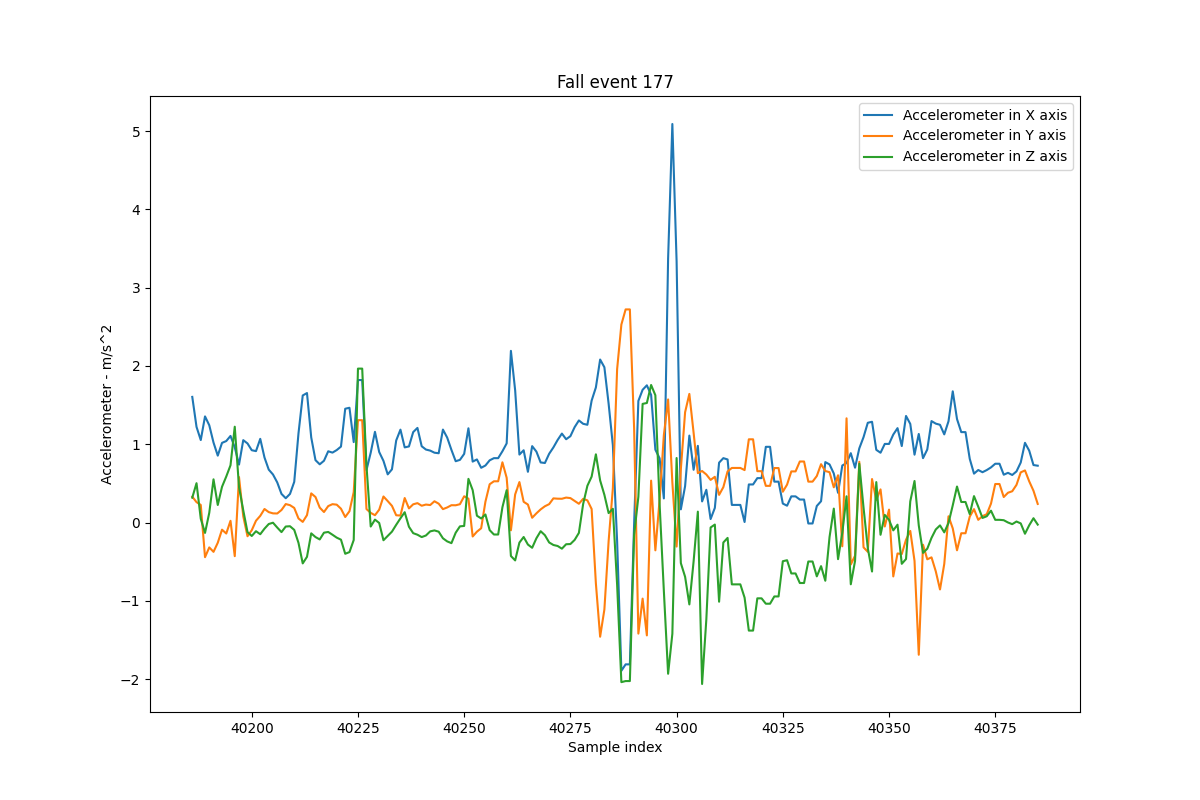 Fall event 177
Accelerometer in X axis
Accelerometer in Y axis
Accelerometer in Z axis
Accelerometer - m/s^2
5
4
3
2
1
0
−1
−2
40200 40225 40250 40275 40300 40325 40350 40375
Sample index